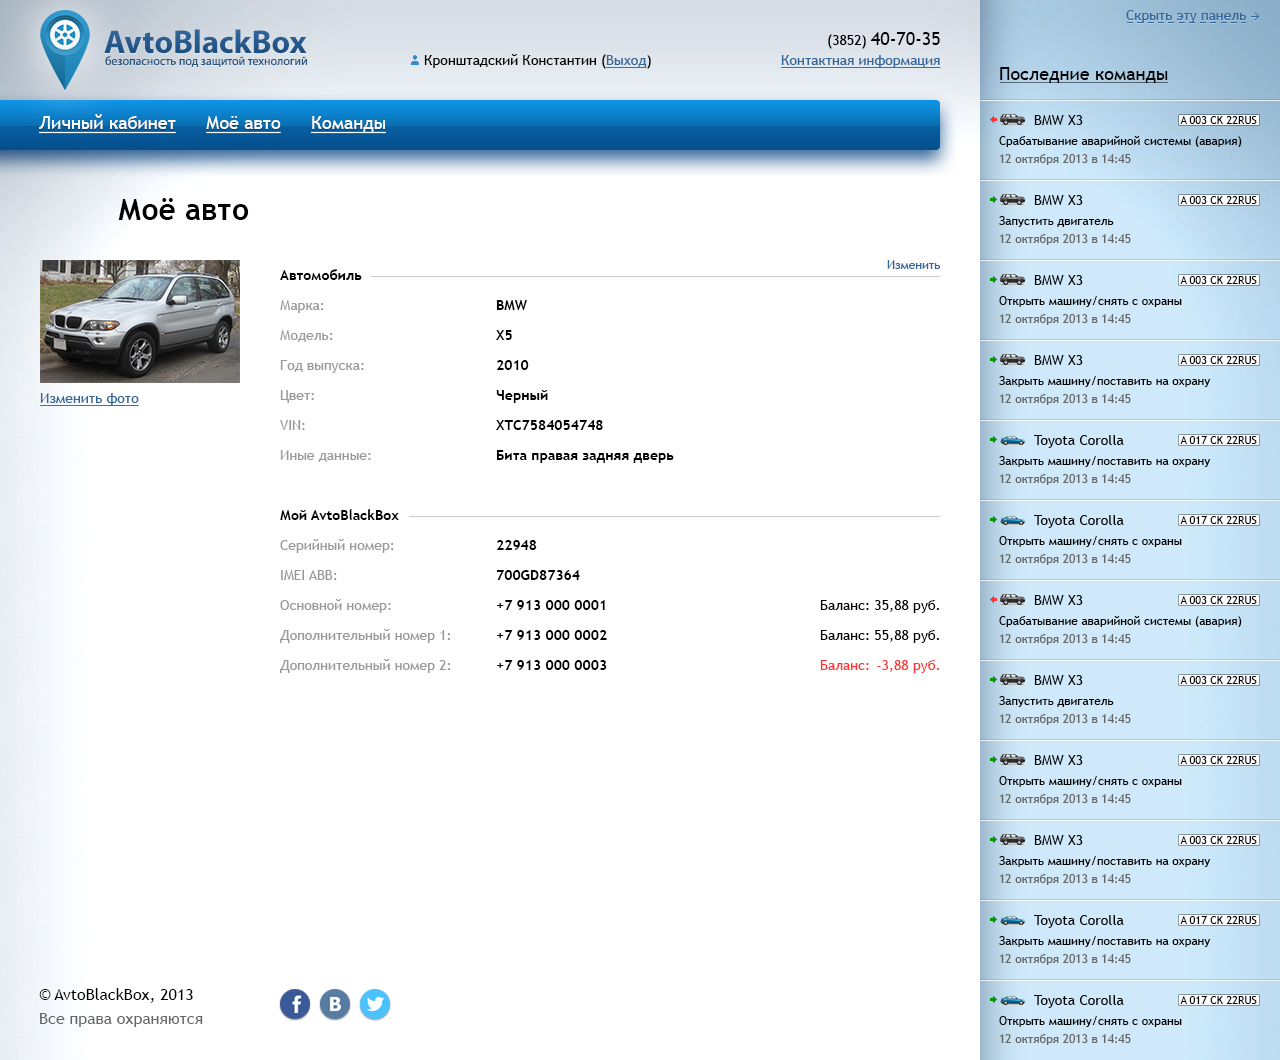 AvtoBlackBox
безопасность под защитой технологий
Кронштадский Константин (Выход)
(3852) 40-70-35
Контактная информация
Личный кабинет
Моё авто
Команды
Моё авто
Изменить фото
Автомобиль
Изменить
Марка: BMW
Модель: X5
Год выпуска: 2010
Цвет: Черный
VIN: XTC7584054748
Иные данные: Бита правая задняя дверь
Мой AvtoBlackBox
Серийный номер: 22948
IMEI ABB: 700GD87364
Основной номер: +7 913 000 0001 Баланс: 35,88 руб.
Дополнительный номер 1: +7 913 000 0002 Баланс: 55,88 руб.
Дополнительный номер 2: +7 913 000 0003 Баланс: -3,88 руб.
© AvtoBlackBox, 2013
Все права охраняются
f
B
Скрыть эту панель →
Последние команды
BMW X3 А 003 СК 22RUS
Срабатывание аварийной системы (авария)
12 октября 2013 в 14:45
BMW X3 А 003 СК 22RUS
Запустить двигатель
12 октября 2013 в 14:45
BMW X3 А 003 СК 22RUS
Открыть машину/снять с охраны
12 октября 2013 в 14:45
BMW X3 А 003 СК 22RUS
Закрыть машину/поставить на охрану
12 октября 2013 в 14:45
Toyota Corolla А 017 СК 22RUS
Закрыть машину/поставить на охрану
12 октября 2013 в 14:45
Toyota Corolla А 017 СК 22RUS
Открыть машину/снять с охраны
12 октября 2013 в 14:45
BMW X3 А 003 СК 22RUS
Срабатывание аварийной системы (авария)
12 октября 2013 в 14:45
BMW X3 А 003 СК 22RUS
Запустить двигатель
12 октября 2013 в 14:45
BMW X3 А 003 СК 22RUS
Открыть машину/снять с охраны
12 октября 2013 в 14:45
BMW X3 А 003 СК 22RUS
Закрыть машину/поставить на охрану
12 октября 2013 в 14:45
Toyota Corolla А 017 СК 22RUS
Закрыть машину/поставить на охрану
12 октября 2013 в 14:45
Toyota Corolla А 017 СК 22RUS
Открыть машину/снять с охраны
12 октября 2013 в 14:45